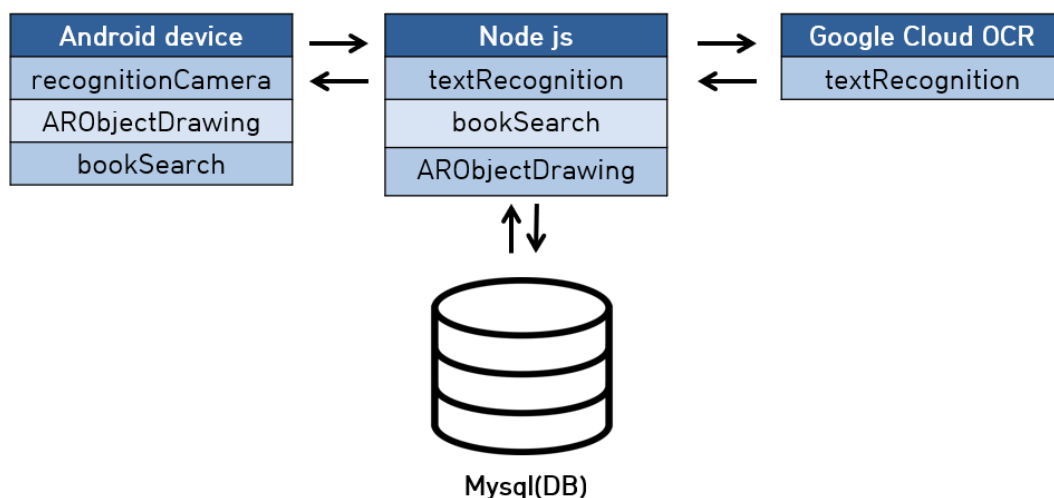 Android device
recognitionCamera
ARObjectDrawing
bookSearch
Node js
textRecognition
bookSearch
ARObjectDrawing
Google Cloud OCR
textRecognition
Mysql(DB)